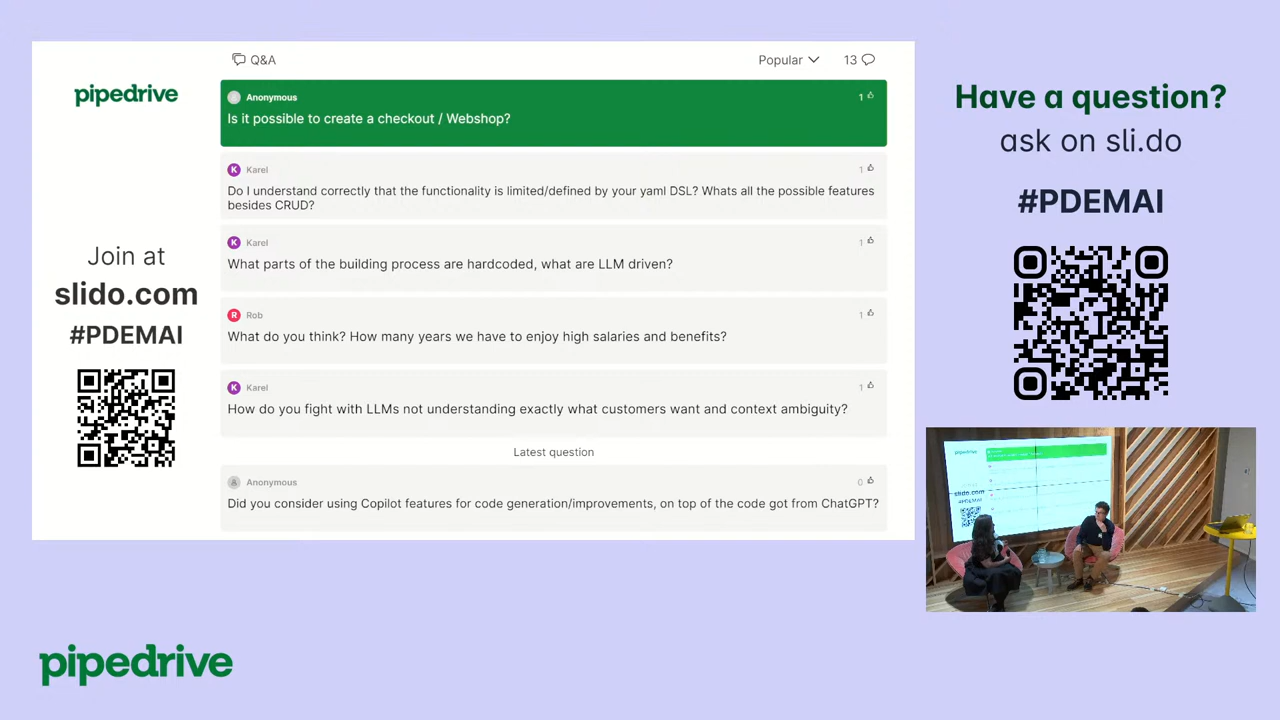 Q&A
Popular
13
pipedrive
Anonymous
1
Is it possible to create a checkout / Webshop?
K
Karel
1
Do I understand correctly that the functionality is limited/defined by your yaml DSL? Whats all the possible features
besides CRUD?
K
Karel
1
What parts of the building process are hardcoded, what are LLM driven?
R
Rob
1
What do you think? How many years we have to enjoy high salaries and benefits?
K
Karel
1
How do you fight with LLMs not understanding exactly what customers want and context ambiguity?
Latest question
Anonymous
0
Did you consider using Copilot features for code generation/improvements, on top of the code got from ChatGPT?
Join at
slido.com
#PDEMAI
Have a question?
ask on sli.do
#PDEMAI
pipedrive
slido.com
#PDEMAI
pipedrive